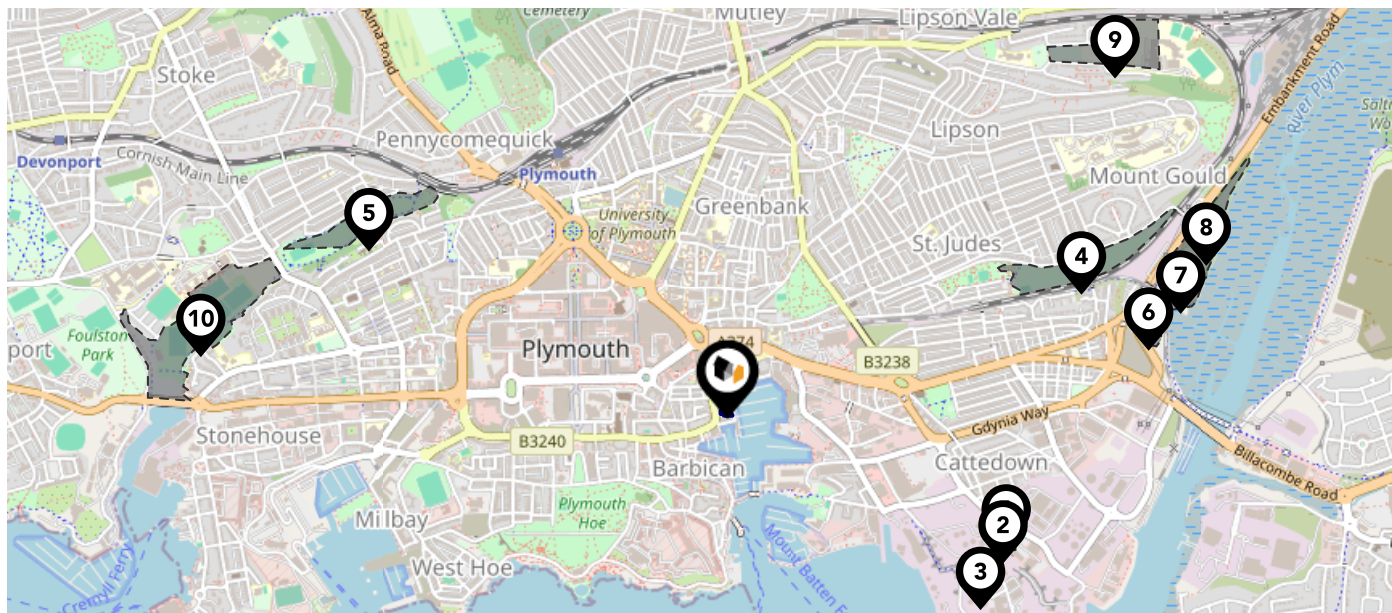 Cemetery
Mutley
Lipson Vale
Alma Road
Stoke
9
Embankment Road
River Plym
Pennycomequick
Lipson
Devonport
Cornish Main Line
Plymouth
Mount Gould
5
University
of Plymouth
Greenbank
St. Judes
8
4
7
10
6
Foulston
Park
port
Plymouth
A374
B3238
Gdynia Way
Stonehouse
B3240
Barbican
Cattedown
Billacombe Road
Plymouth
Hoe
Millbay
2
Mount Batten F
West Hoe
3
Cremyll Ferry